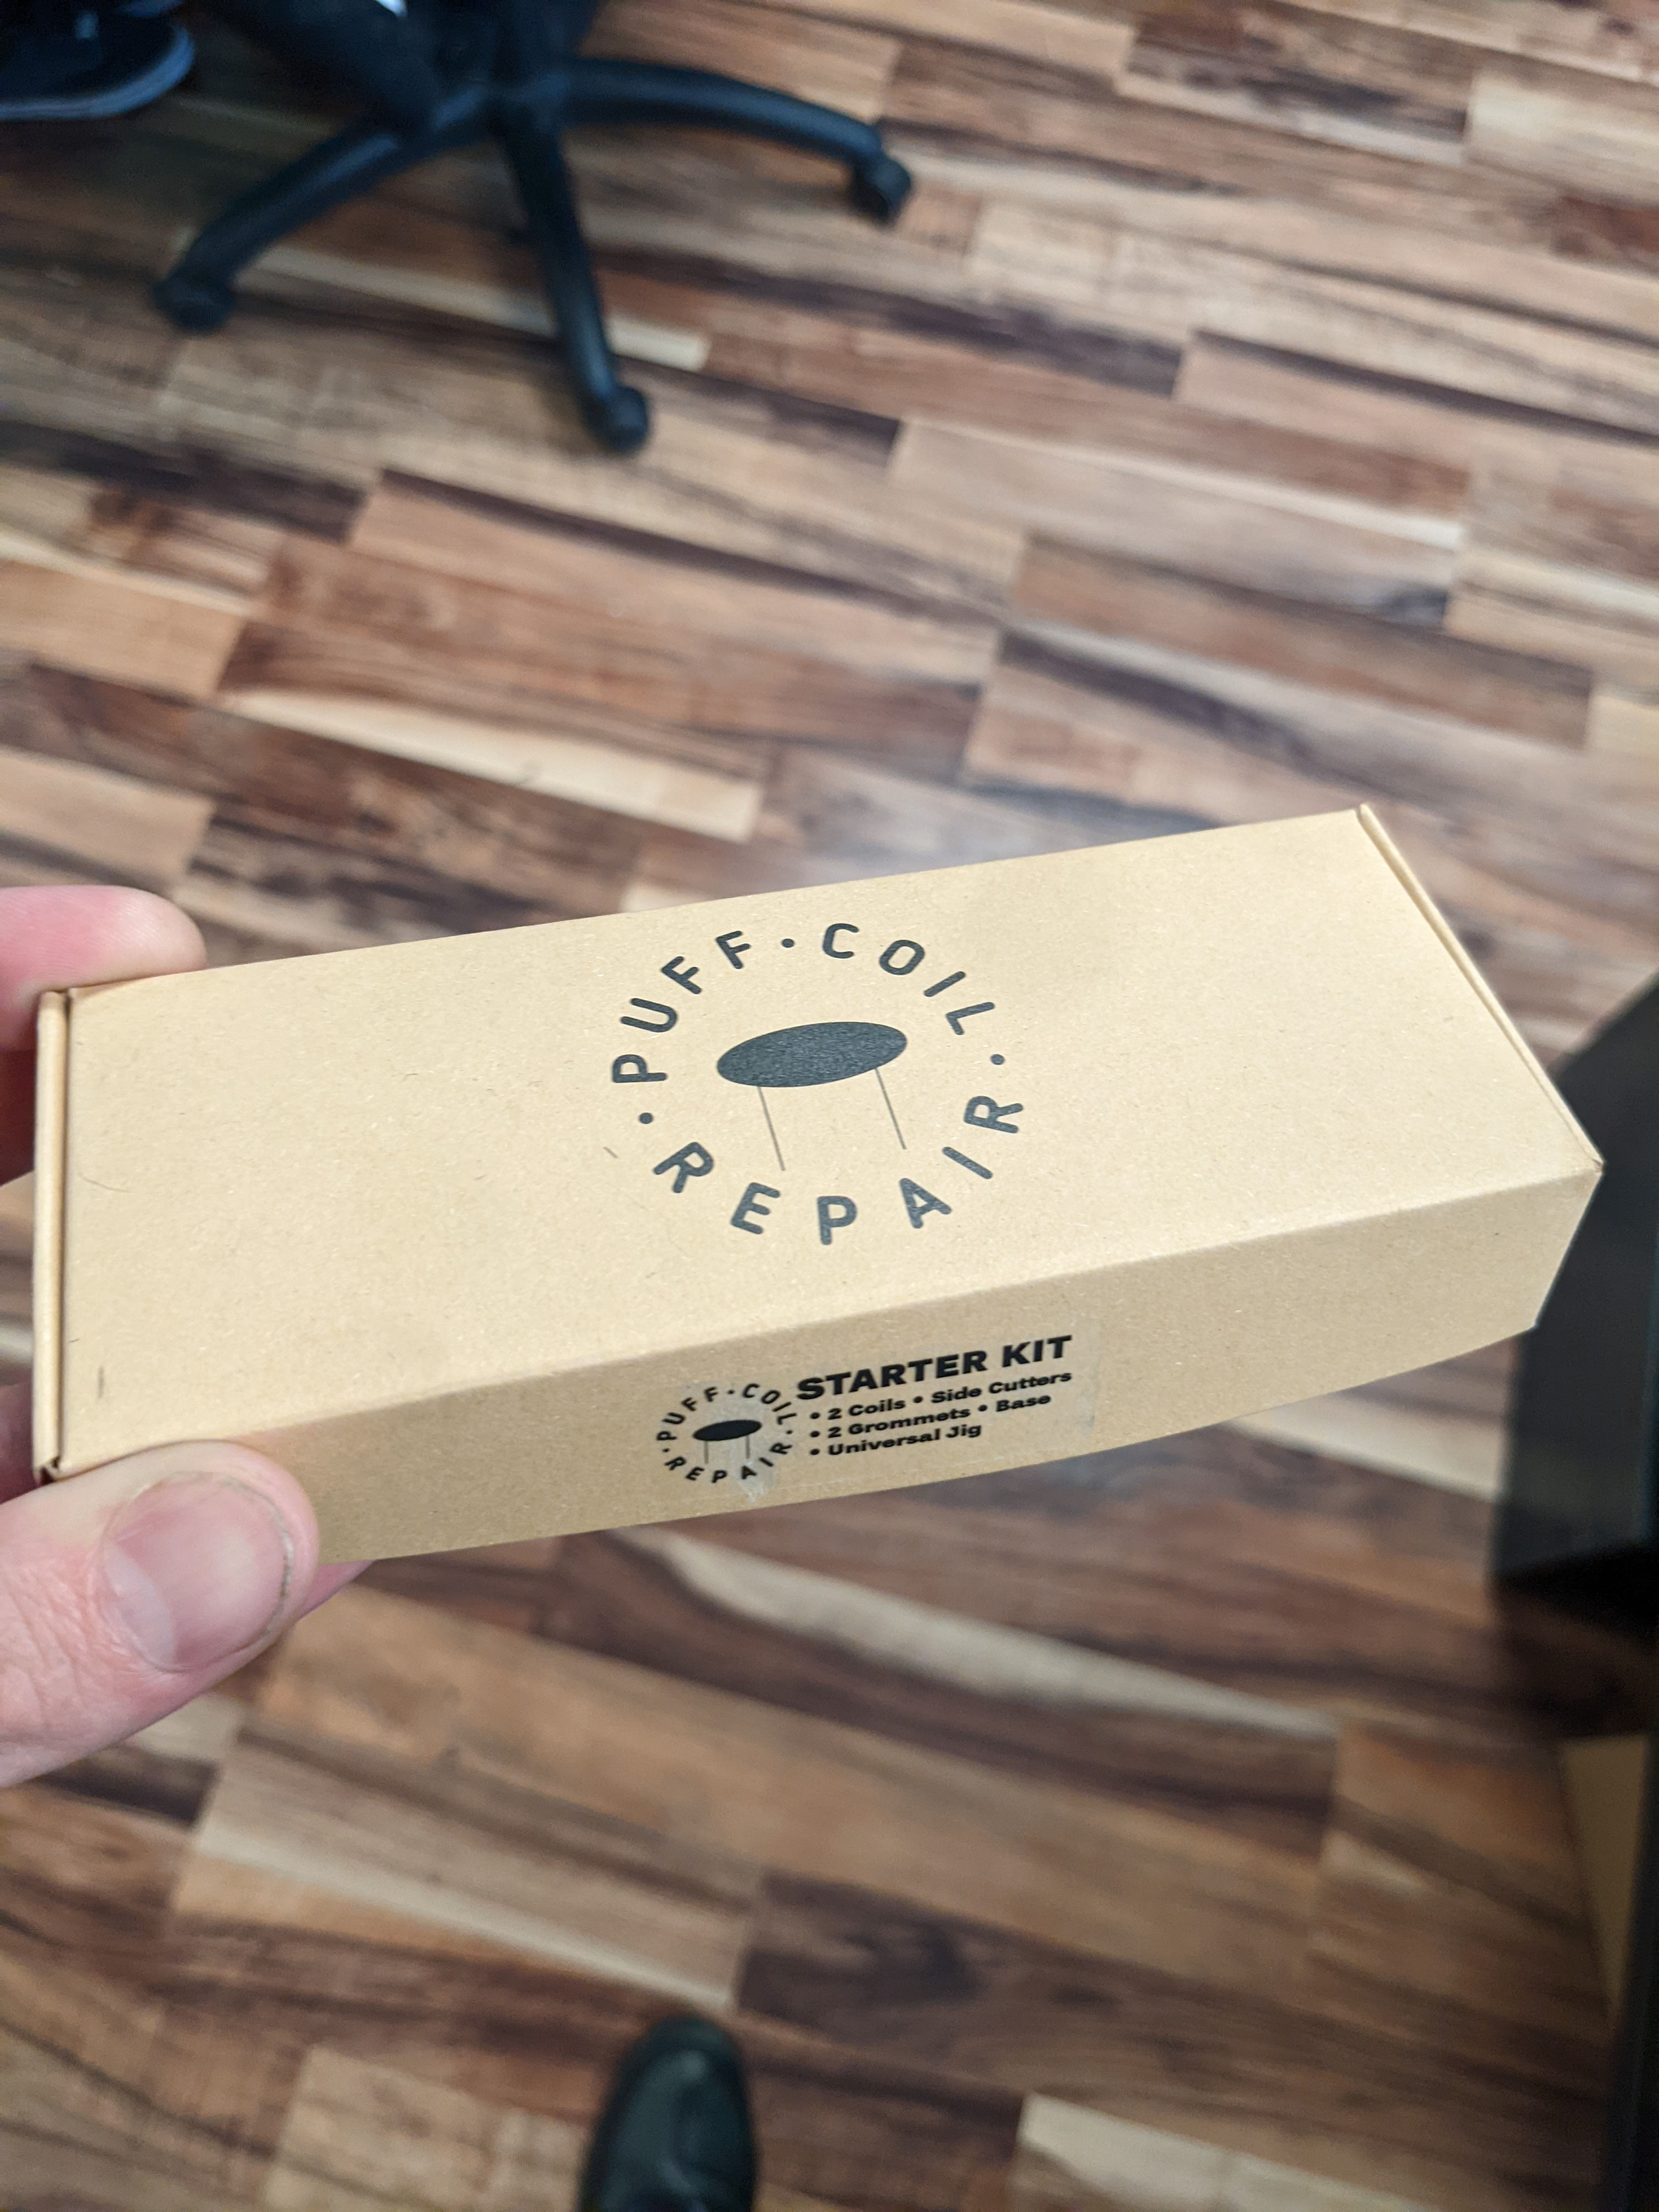 PUFF · COIL · REPAIR ·
PUFF · COIL · REPAIR ·
STARTER KIT
• 2 Coils • Side Cutters
• 2 Grommets • Base
• Universal Jig